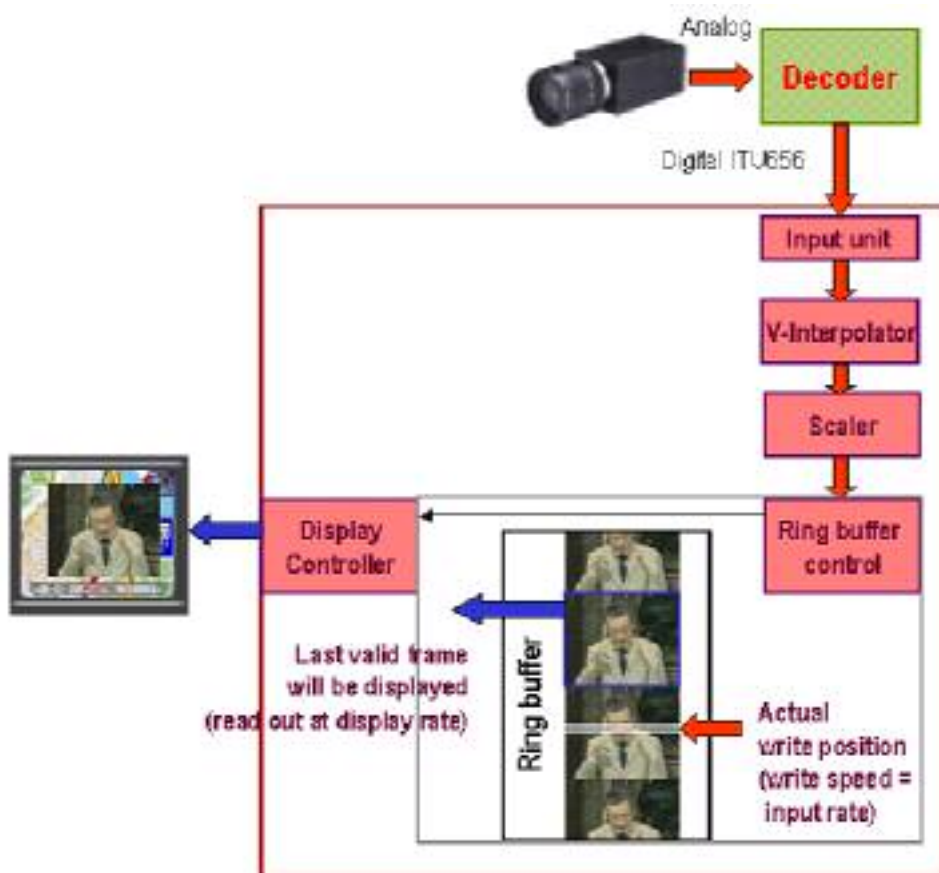 Analog
Decoder
Digital ITU656
Input unit
V-Interpolator
Scaler
Display
Controller
Ring buffer
control
Last valid frame
will be displayed
(read out at display rate)
Ring buffer
Actual
write position
(write speed =
input rate)